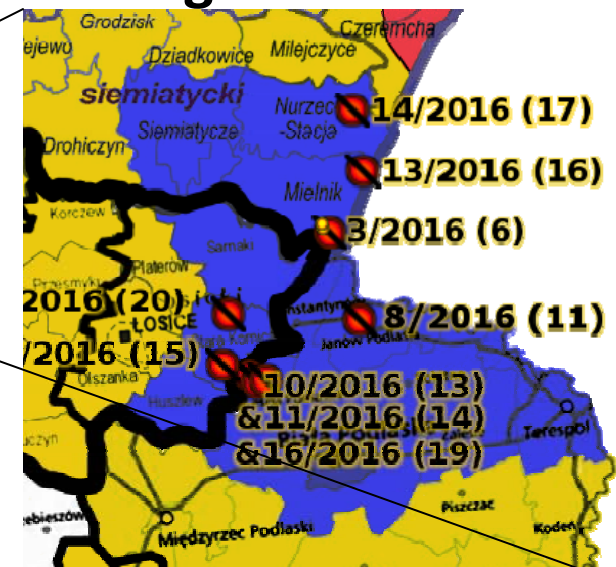 Grodzisk
Czeremcha
Dziadkowice
Milejczyce
siemiatycki
Nurzec
-Stacja
14/2016 (17)
Siemiatycze
Drohiczyn
13/2016 (16)
Mielnik
Korczew
3/2016 (6)
Sarnaki
Platerów
2016 (20)
8/2016 (11)
ŁOSICE
/2016 (15)
Olszanka
10/2016 (13)
Huszlew
&11/2016 (14)
&16/2016 (19)
Terespol
Piszczac
Międzyrzec Podlaski
Kodeń